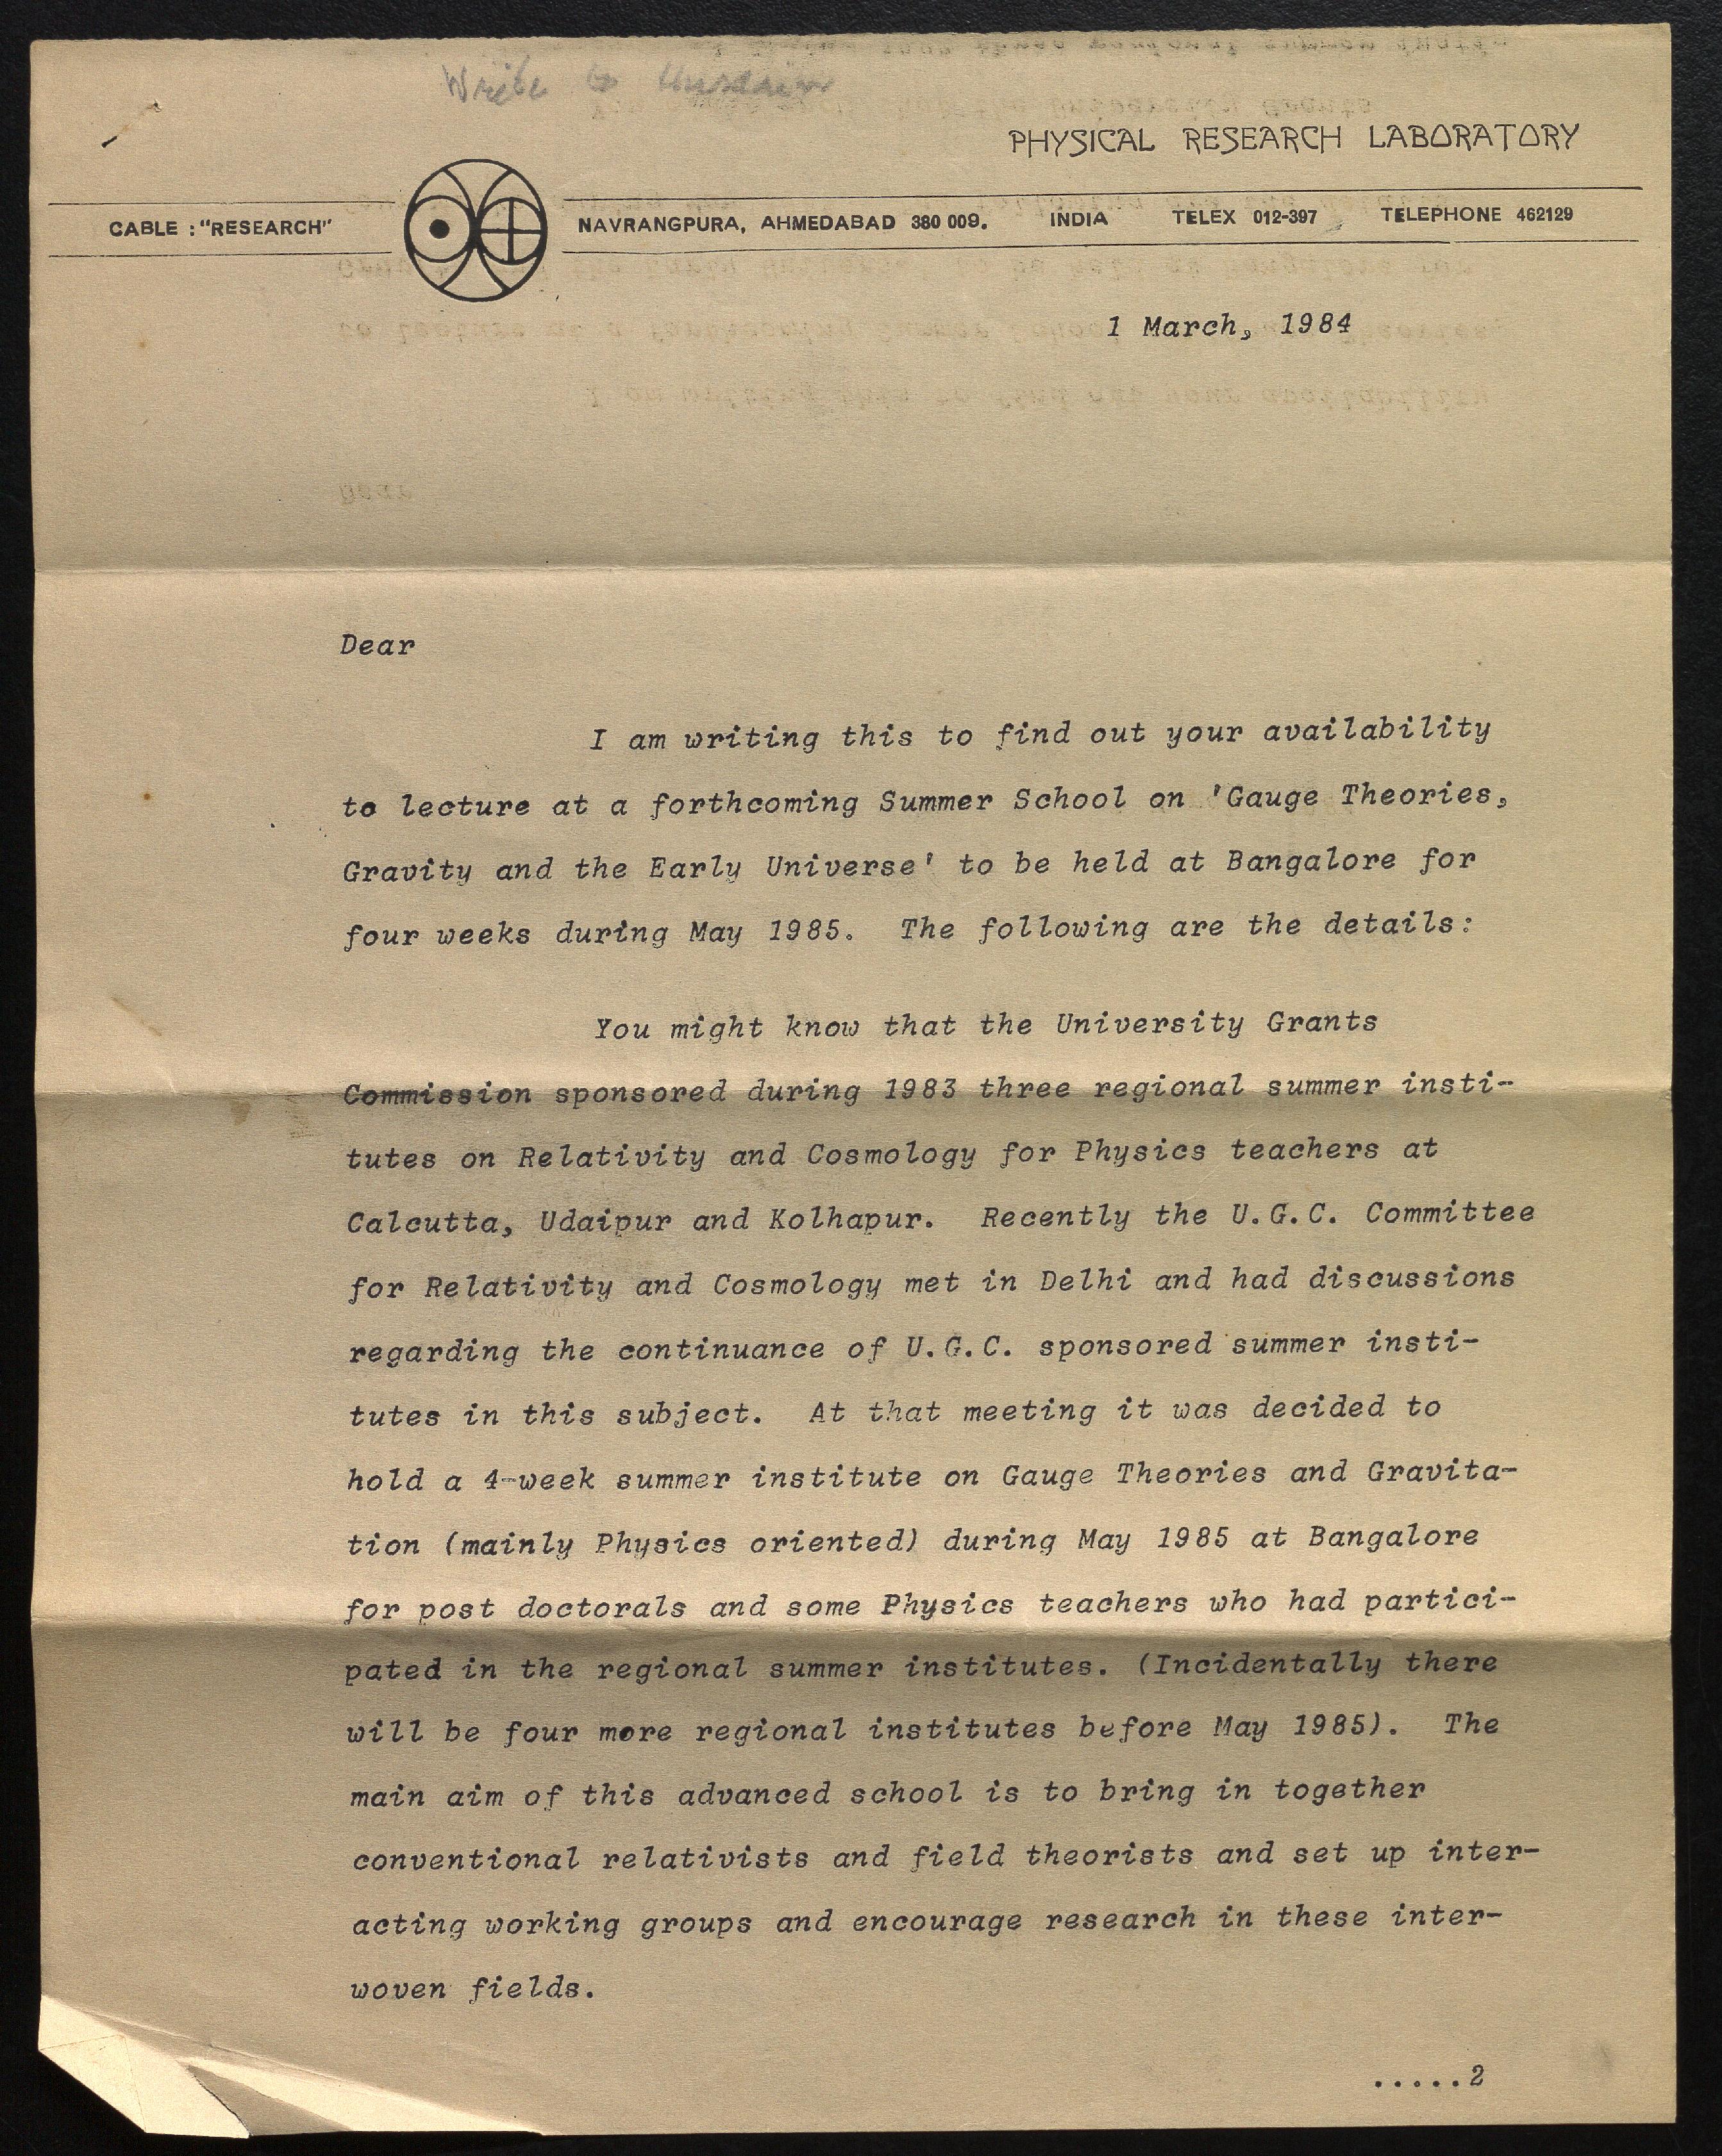 Write to Hussain
PHYSICAL RESEARCH LABORATORY
CABLE : "RESEARCH"
NAVRANGPURA, AHMEDABAD 380 009. INDIA TELEX 012-397 TELEPHONE 462129
1 March, 1984
Dear
I am writing this to find out your availability
to lecture at a forthcoming Summer School on 'Gauge Theories,
Gravity and the Early Universe' to be held at Bangalore for
four weeks during May 1985. The following are the details:
You might know that the University Grants
Commission sponsored during 1983 three regional summer insti-
tutes on Relativity and Cosmology for Physics teachers at
Calcutta, Udaipur and Kolhapur. Recently the U.G.C. Committee
for Relativity and Cosmology met in Delhi and had discussions
regarding the continuance of U.G.C. sponsored summer insti-
tutes in this subject. At that meeting it was decided to
hold a 4-week summer institute on Gauge Theories and Gravita-
tion (mainly Physics oriented) during May 1985 at Bangalore
for post doctorals and some Physics teachers who had partici-
pated in the regional summer institutes. (Incidentally there
will be four more regional institutes before May 1985). The
main aim of this advanced school is to bring in together
conventional relativists and field theorists and set up inter-
acting working groups and encourage research in these inter-
woven fields.
.....2